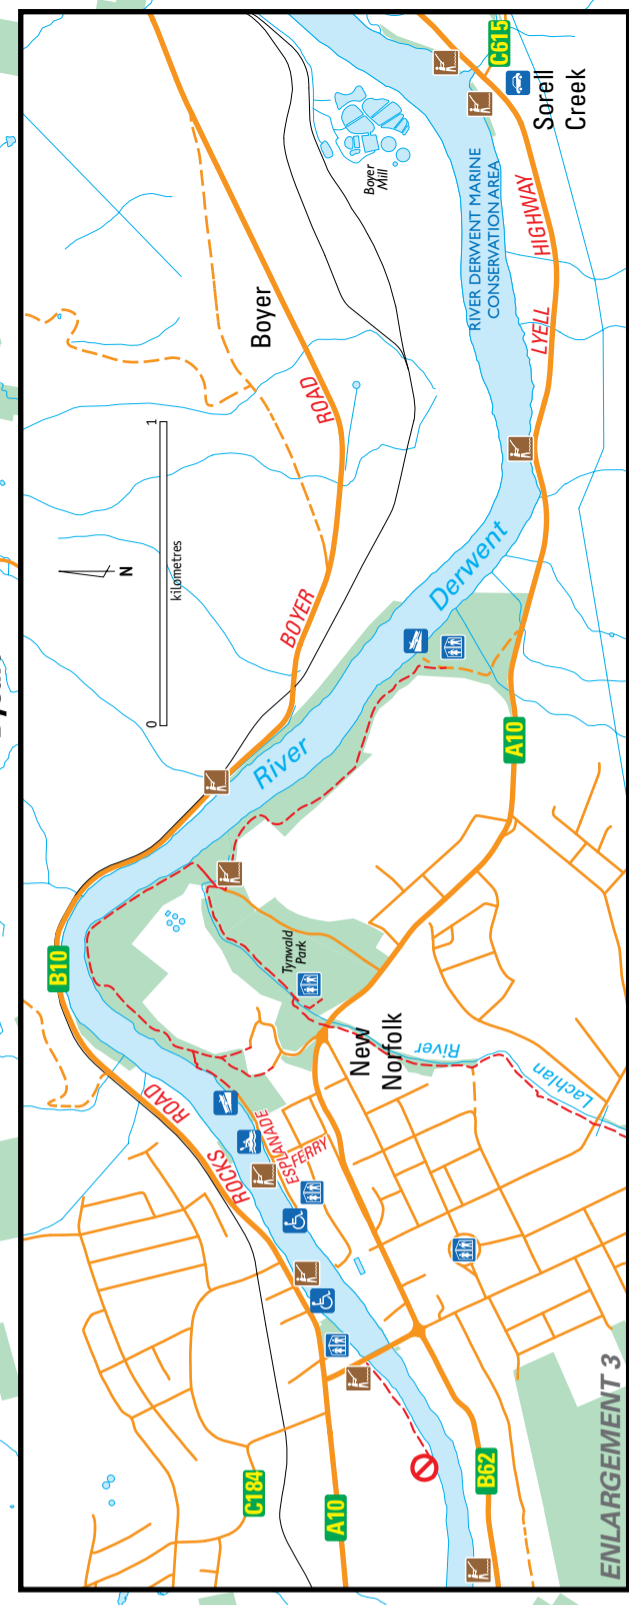 ENLARGEMENT 3
C184
A10
B62
ROCKS
ROAD
B10
ESPLANADE
FERRY
New
Norfolk
Tynwald
Park
Lachlan
River
River
Derwent
BOYER
ROAD
0
1
kilometres
N
Boyer
Boyer
Mill
A10
LYELL
HIGHWAY
RIVER DERWENT MARINE
CONSERVATION AREA
C615
Sorell
Creek